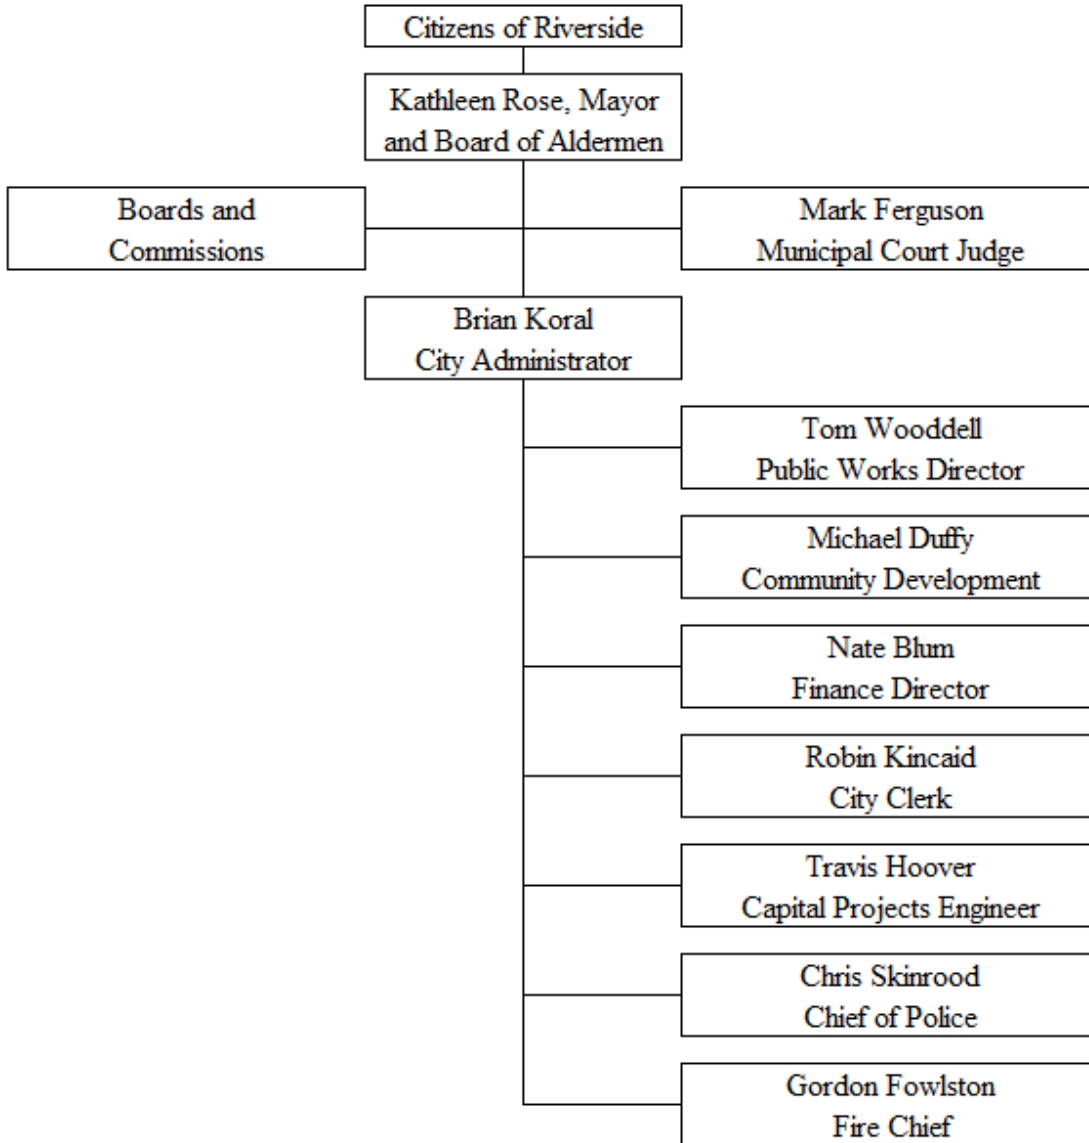 Citizens of Riverside
Kathleen Rose, Mayor
and Board of Aldermen
Boards and
Commissions
Mark Ferguson
Municipal Court Judge
Brian Koral
City Administrator
Tom Wooddell
Public Works Director
Michael Duffy
Community Development
Nate Blum
Finance Director
Robin Kincaid
City Clerk
Travis Hoover
Capital Projects Engineer
Chris Skinrood
Chief of Police
Gordon Fowlston
Fire Chief